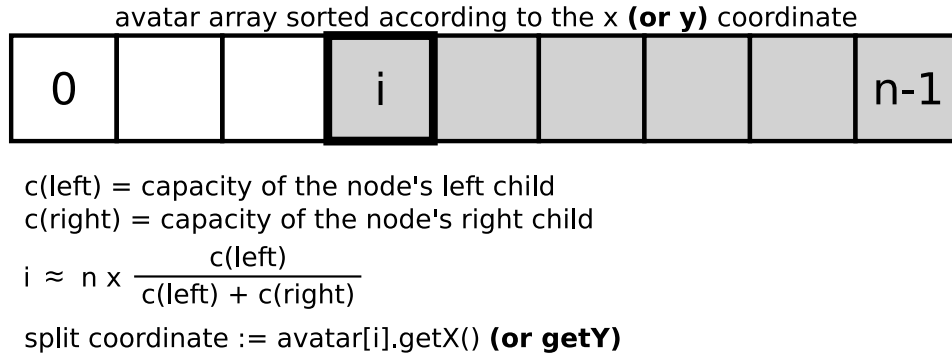 avatar array sorted according to the x (or y) coordinate
0 i n-1
c(left) = capacity of the node's left child
c(right) = capacity of the node's right child
i ≈ n x c(left)
c(left) + c(right)
split coordinate := avatar[i].getX() (or getY)